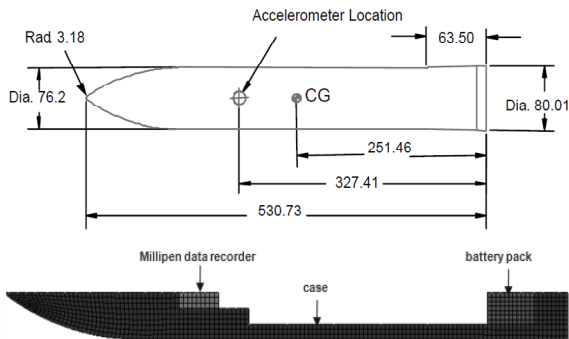 Accelerometer Location
Rad. 3.18
63.50
Dia. 76.2
CG
Dia. 80.01
251.46
327.41
530.73
Millipen data recorder
battery pack
case